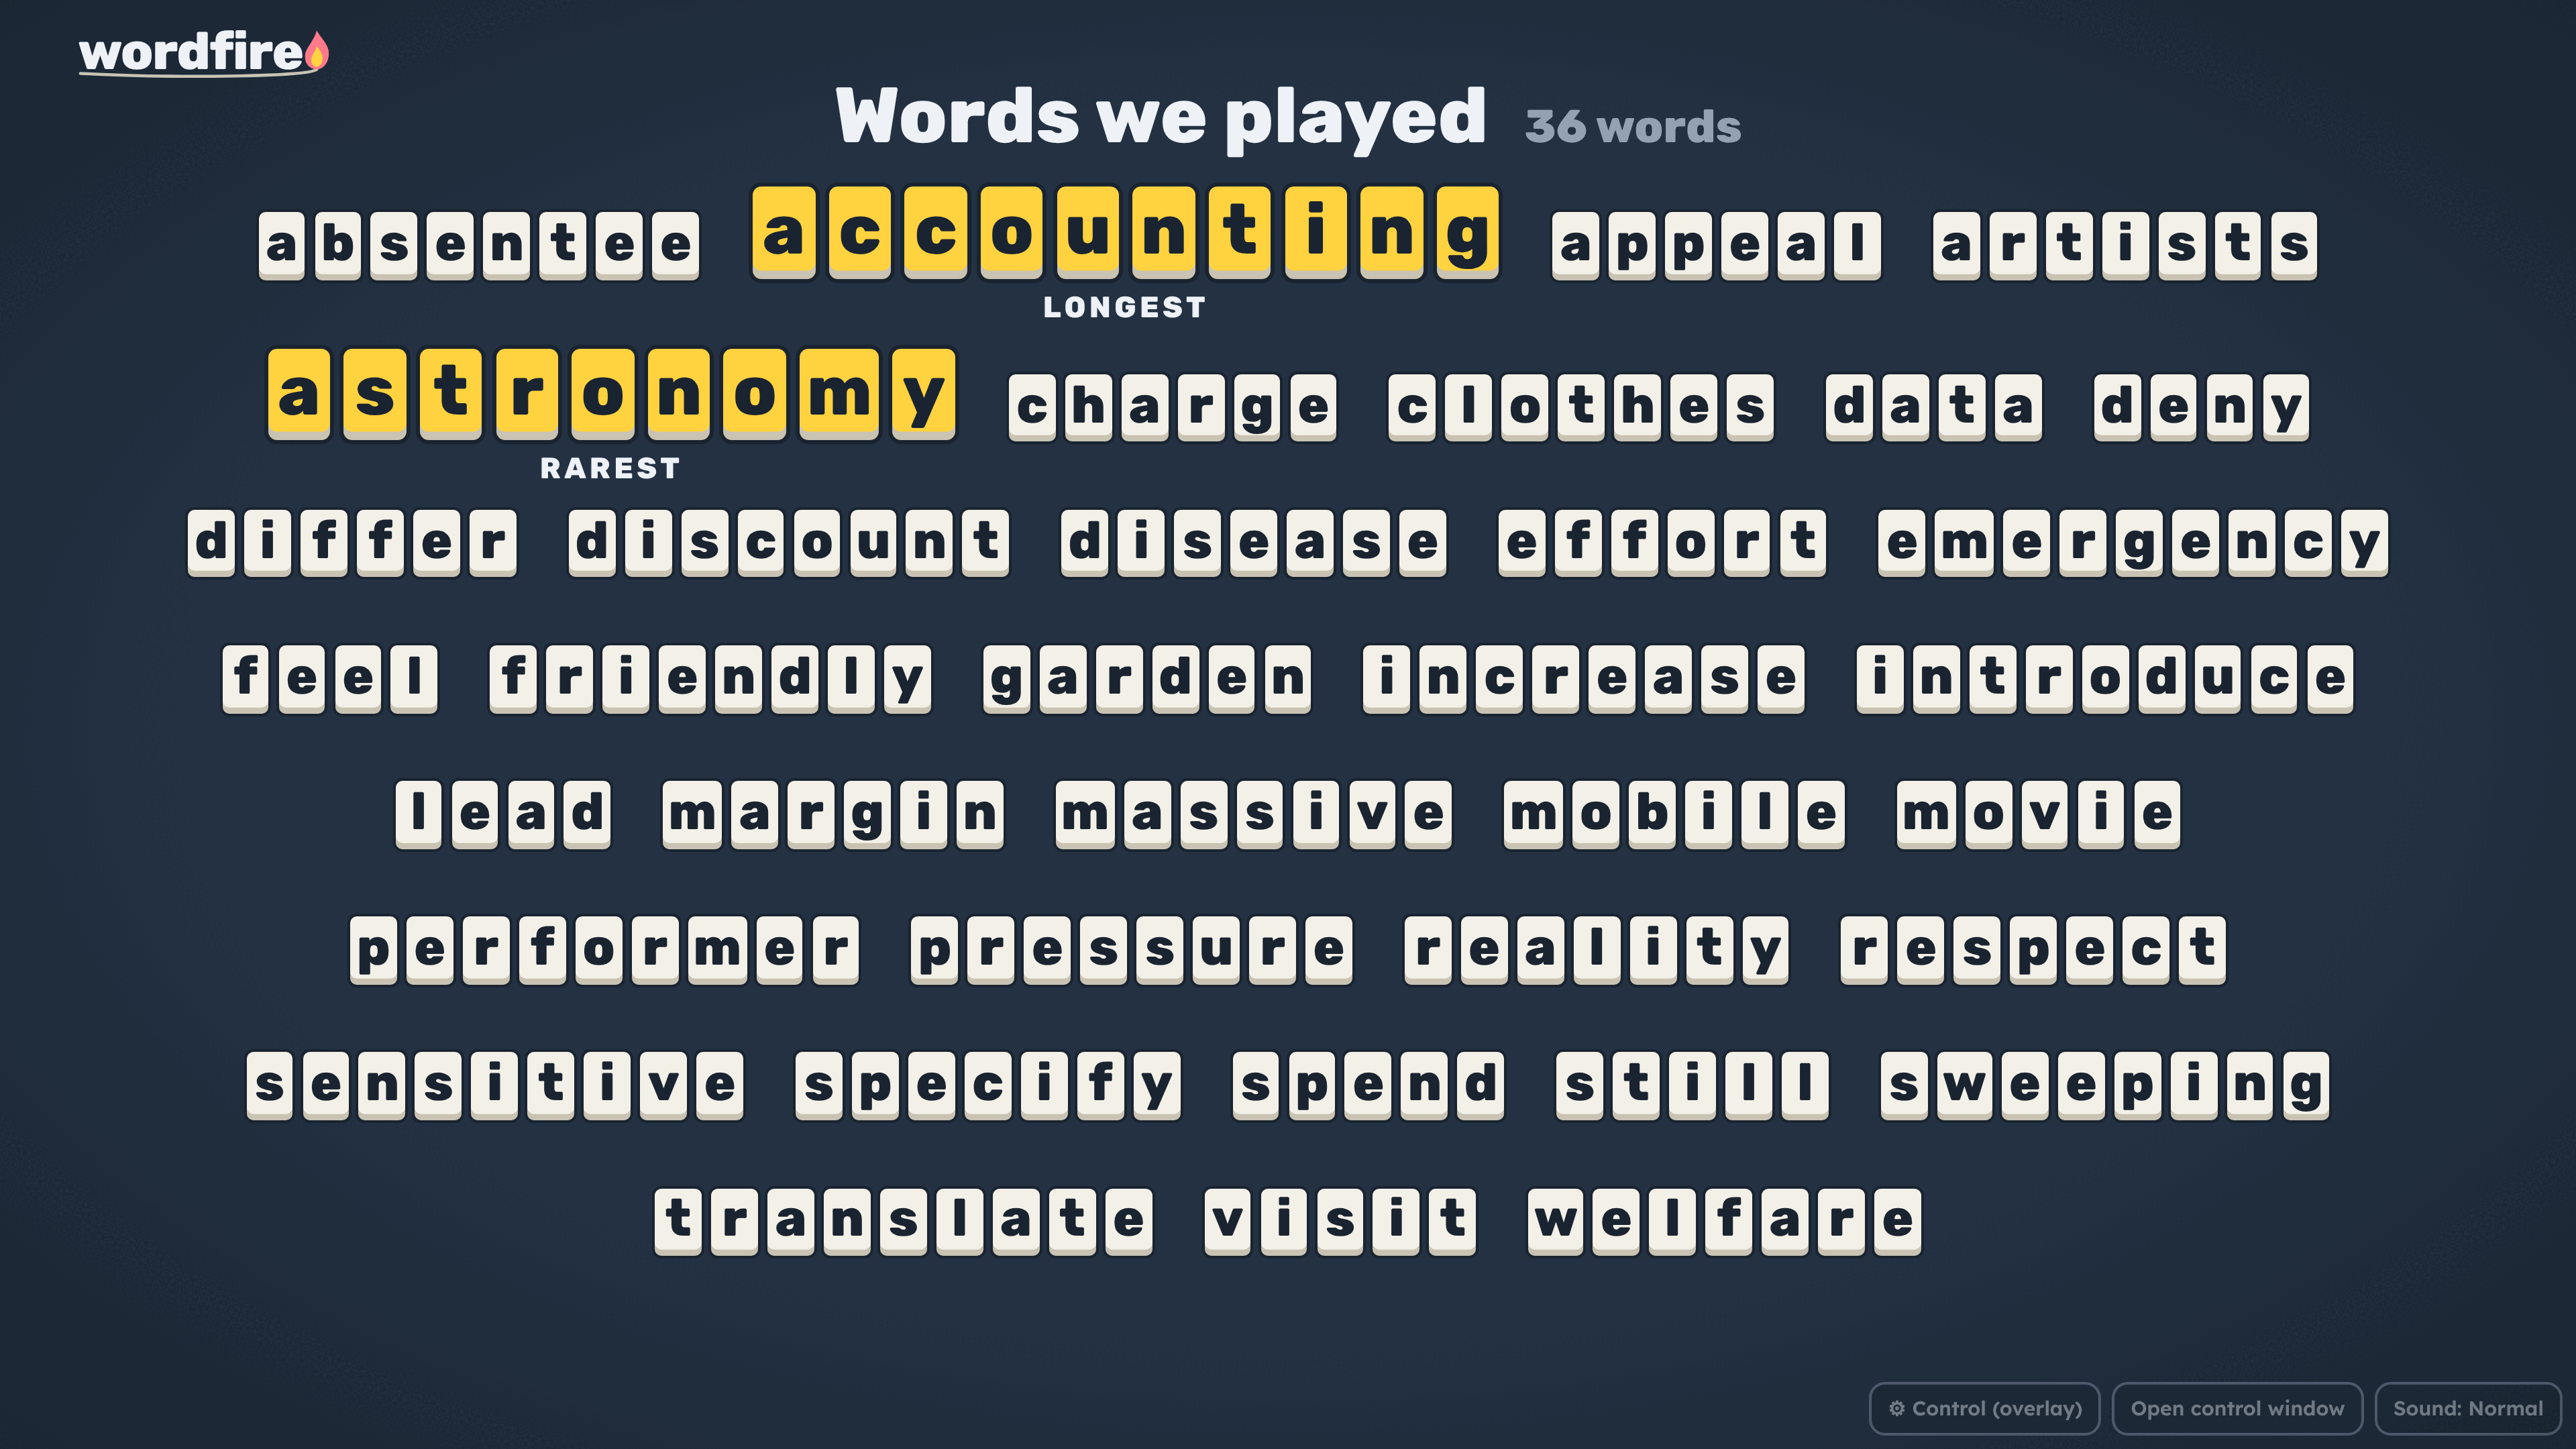 wordfire
Words we played 36 words
absentee accounting appeal artists
LONGEST
astronomy charge clothes data deny
RAREST
differ discount disease effort emergency
feel friendly garden increase introduce
lead margin massive mobile movie
performer pressure reality respect
sensitive specify spend still sweeping
translate visit welfare
⚙ Control (overlay) Open control window Sound: Normal